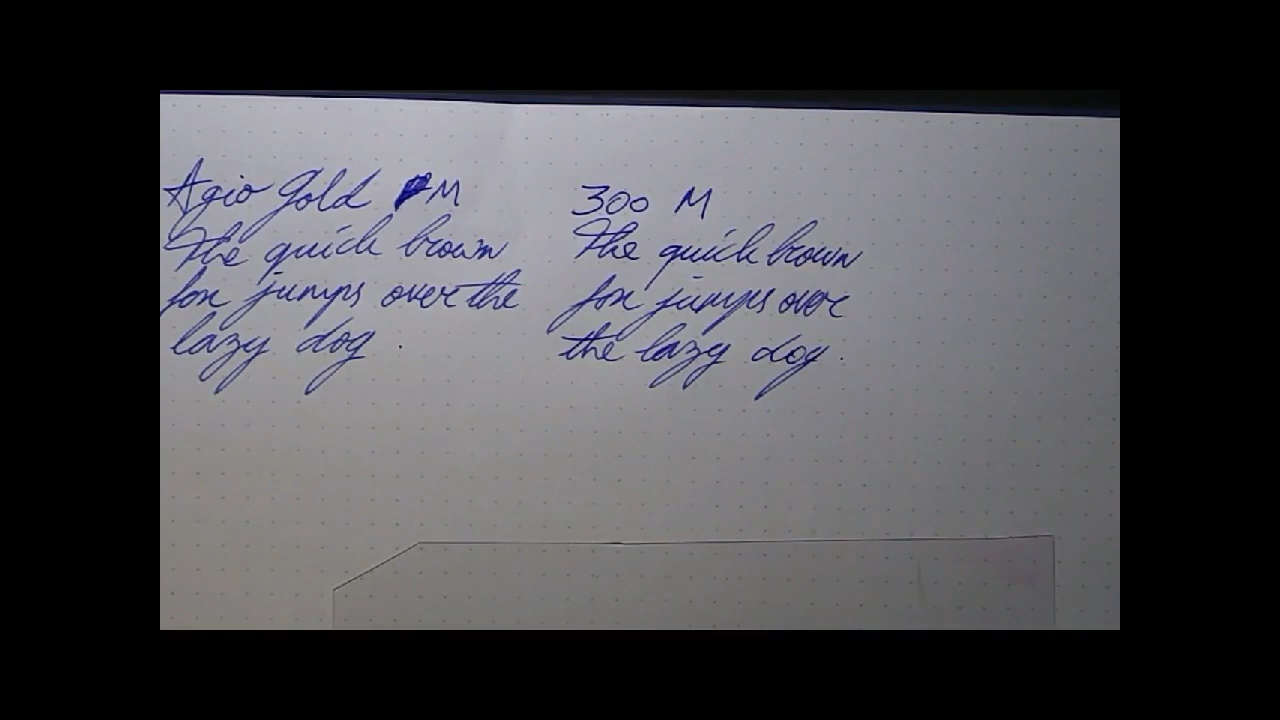 Agio Gold M
The quick brown
fox jumps over the
lazy dog.
300 M
The quick brown
fox jumps over
the lazy dog.